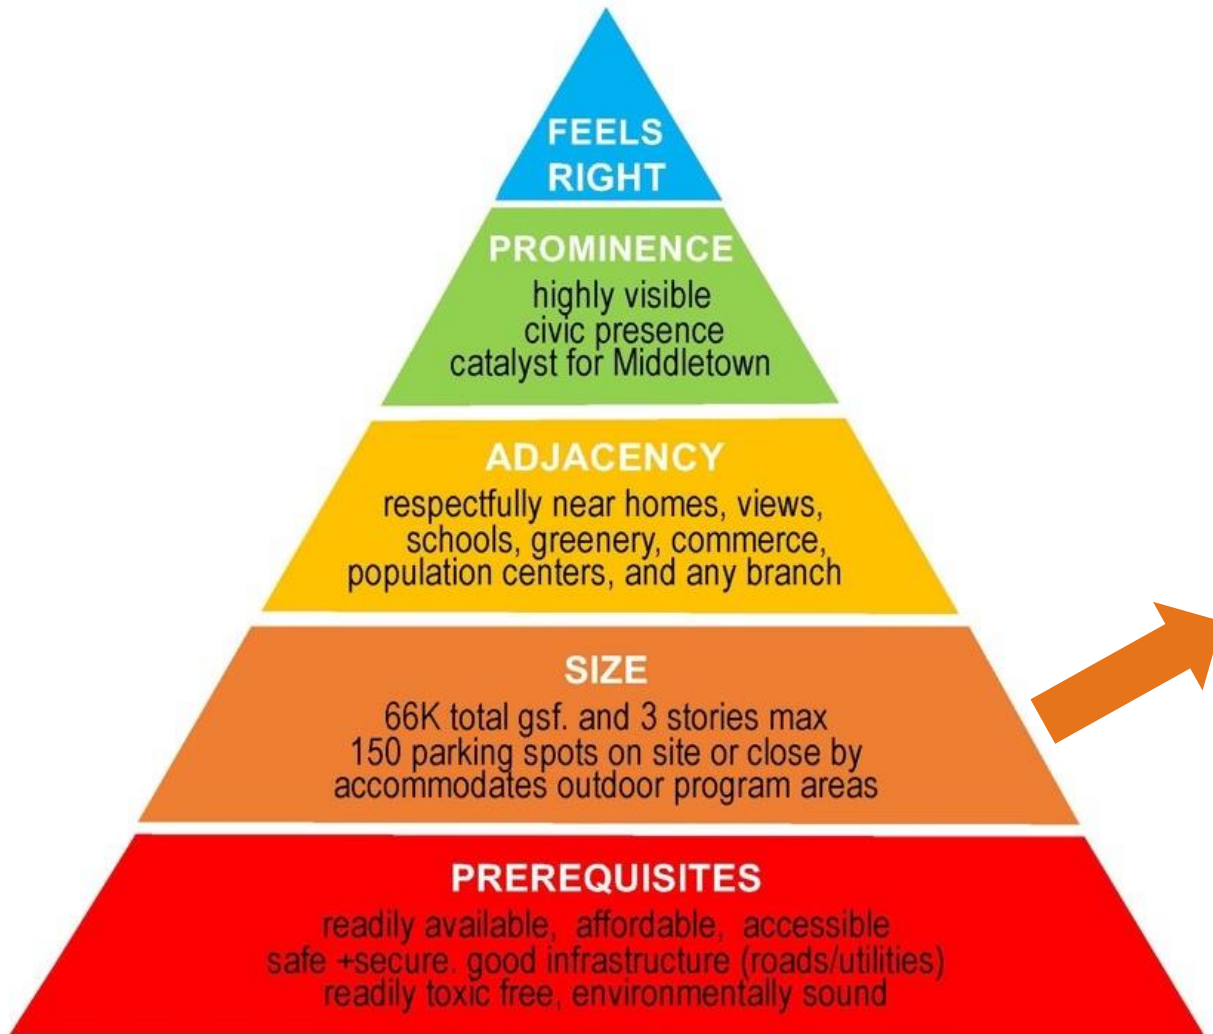 FEELS
RIGHT
PROMINENCE
highly visible
civic presence
catalyst for Middletown
ADJACENCY
respectfully near homes, views,
schools, greenery, commerce,
population centers, and any branch
SIZE
66K total gsf. and 3 stories max
150 parking spots on site or close by
accommodates outdoor program areas
PREREQUISITES
readily available, affordable, accessible
safe +secure. good infrastructure (roads/utilities)
readily toxic free, environmentally sound